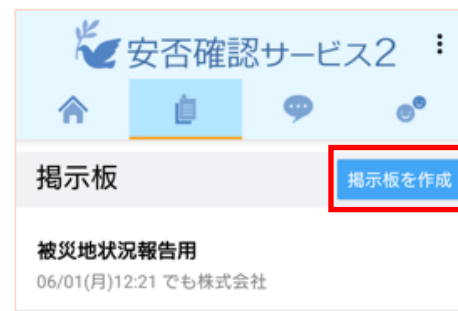 安否確認サービス2
掲示板
掲示板を作成
被災地状況報告用
06/01(月)12:21 でも株式会社